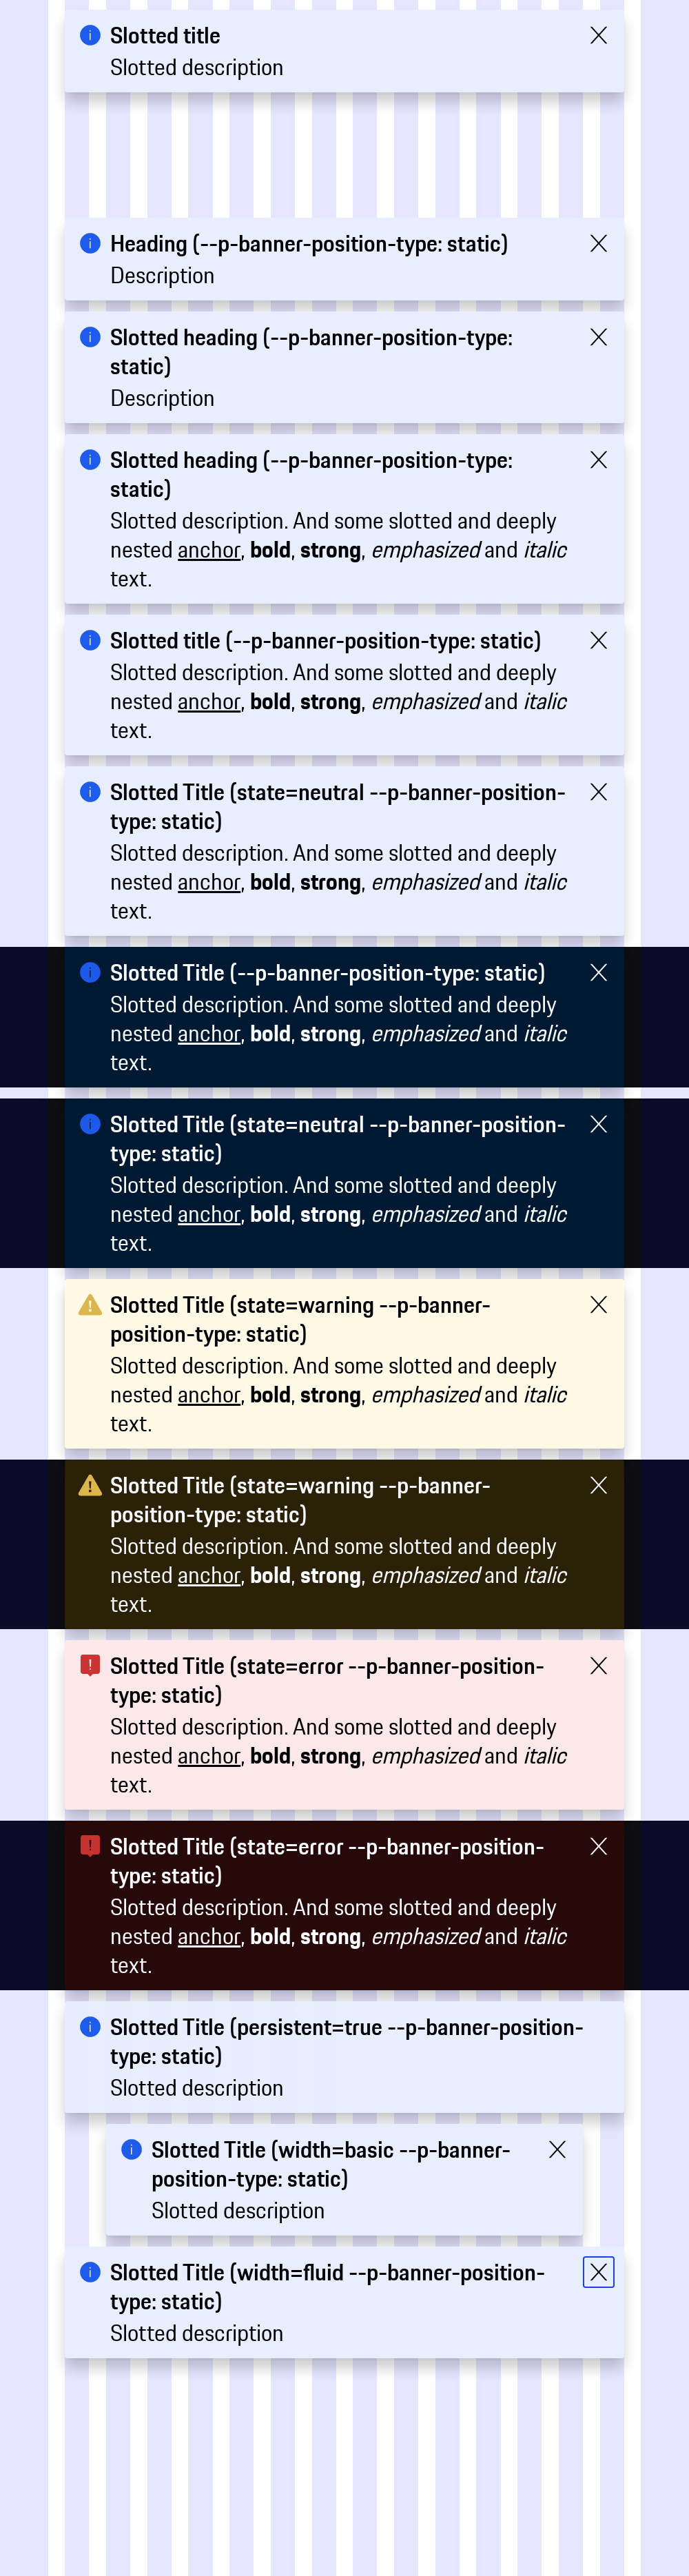 Slotted title
Slotted description
Heading (--p-banner-position-type: static)
Description
Slotted heading (--p-banner-position-type:
static)
Description
Slotted heading (--p-banner-position-type:
static)
Slotted description. And some slotted and deeply
nested anchor, bold, strong, emphasized and italic
text.
Slotted title (--p-banner-position-type: static)
Slotted description. And some slotted and deeply
nested anchor, bold, strong, emphasized and italic
text.
Slotted Title (state=neutral --p-banner-position-
type: static)
Slotted description. And some slotted and deeply
nested anchor, bold, strong, emphasized and italic
text.
Slotted Title (--p-banner-position-type: static)
Slotted description. And some slotted and deeply
nested anchor, bold, strong, emphasized and italic
text.
Slotted Title (state=neutral --p-banner-position-
type: static)
Slotted description. And some slotted and deeply
nested anchor, bold, strong, emphasized and italic
text.
Slotted Title (state=warning --p-banner-
position-type: static)
Slotted description. And some slotted and deeply
nested anchor, bold, strong, emphasized and italic
text.
Slotted Title (state=warning --p-banner-
position-type: static)
Slotted description. And some slotted and deeply
nested anchor, bold, strong, emphasized and italic
text.
Slotted Title (state=error --p-banner-position-
type: static)
Slotted description. And some slotted and deeply
nested anchor, bold, strong, emphasized and italic
text.
Slotted Title (state=error --p-banner-position-
type: static)
Slotted description. And some slotted and deeply
nested anchor, bold, strong, emphasized and italic
text.
Slotted Title (persistent=true --p-banner-position-
type: static)
Slotted description
Slotted Title (width=basic --p-banner-
position-type: static)
Slotted description
Slotted Title (width=fluid --p-banner-position-
type: static)
Slotted description